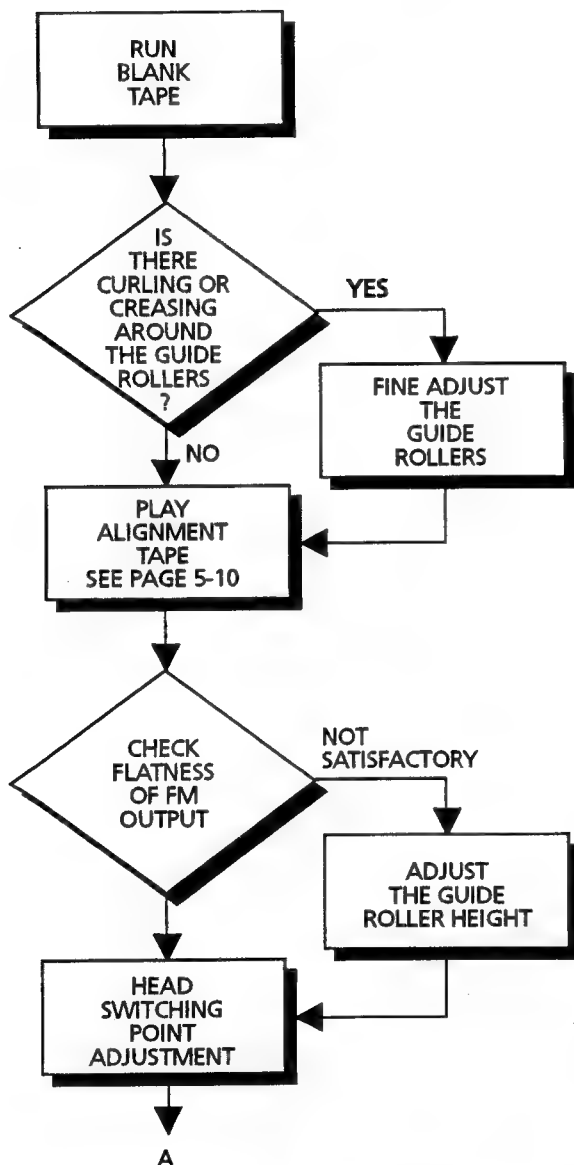 RUN
BLANK
TAPE
IS
THERE
CURLING OR
CREASING
AROUND
THE GUIDE
ROLLERS
?
YES
FINE ADJUST
THE
GUIDE
ROLLERS
NO
PLAY
ALIGNMENT
TAPE
SEE PAGE 5-10
CHECK
FLATNESS
OF FM
OUTPUT
NOT
SATISFACTORY
ADJUST
THE GUIDE
ROLLER HEIGHT
HEAD
SWITCHING
POINT
ADJUSTMENT
A